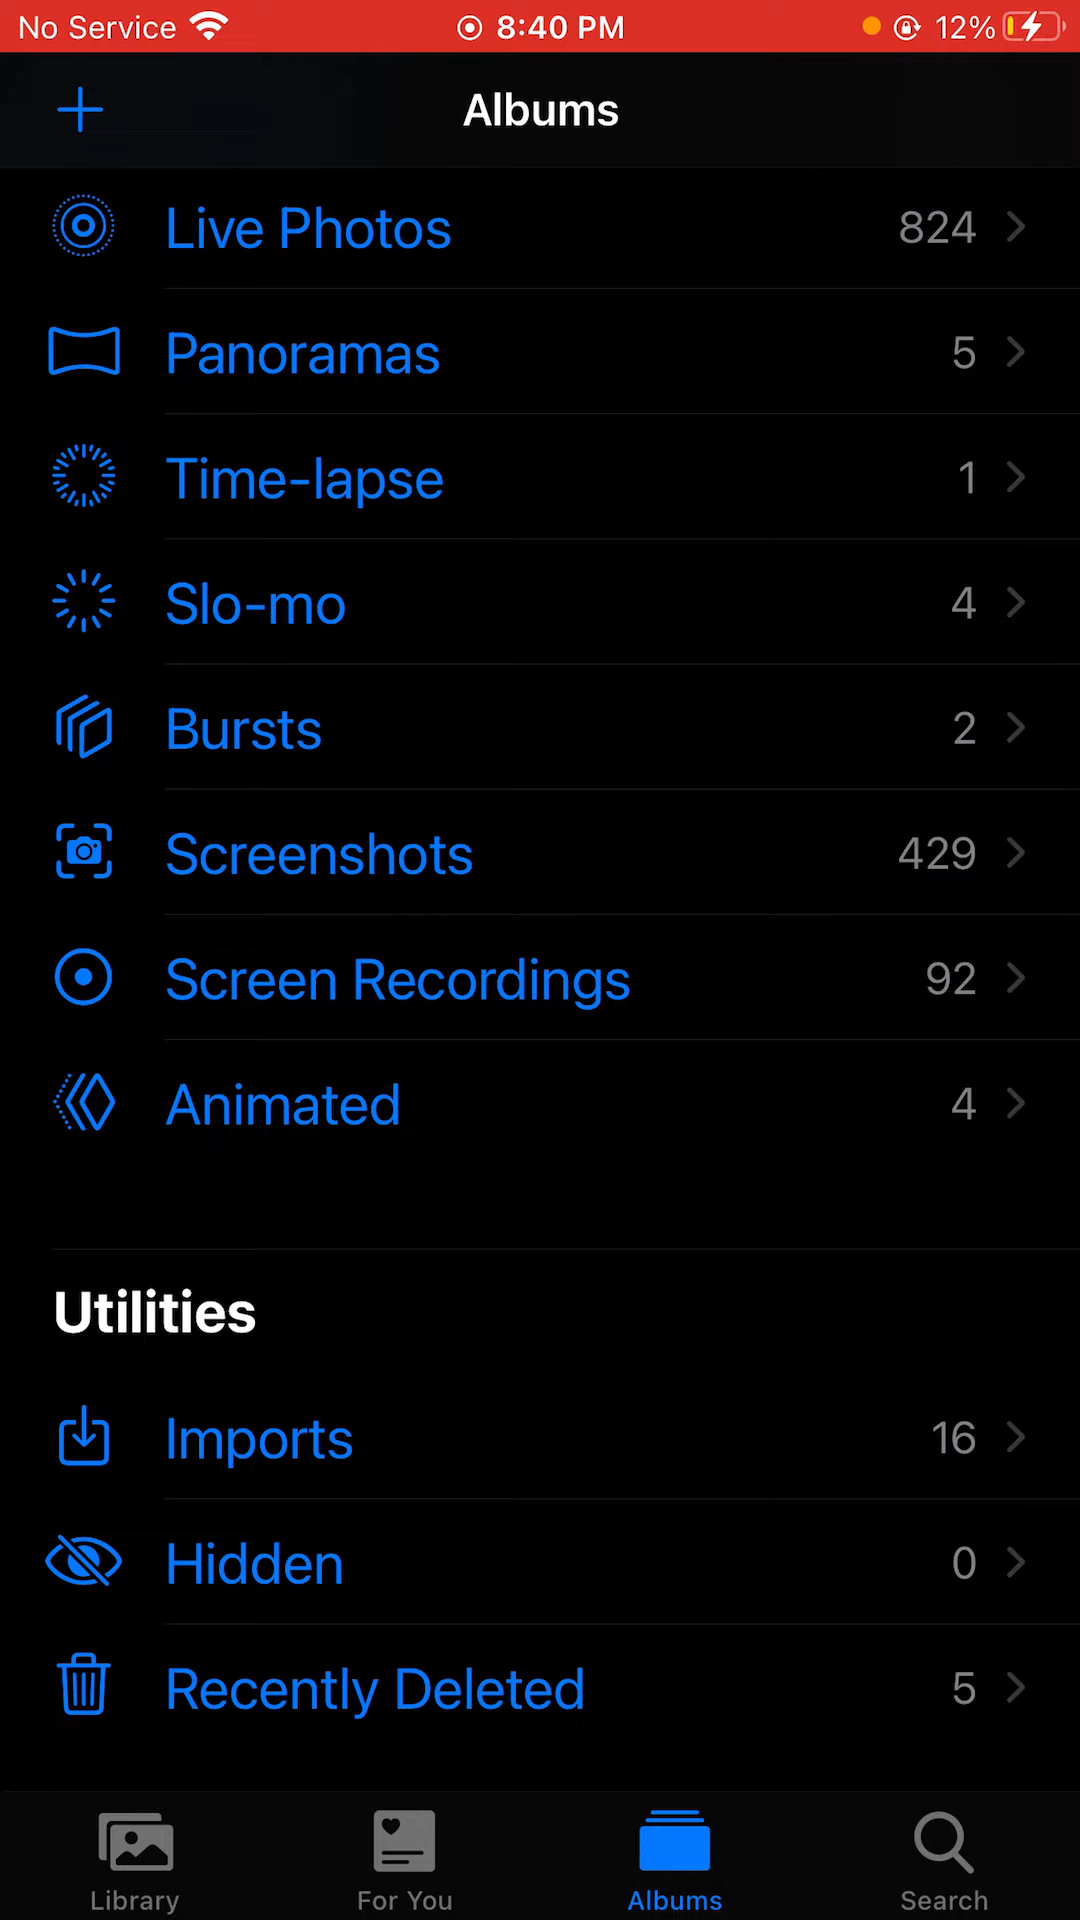 No Service 8:40 PM 12%
Albums
Live Photos 824
Panoramas 5
Time-lapse 1
Slo-mo 4
Bursts 2
Screenshots 429
Screen Recordings 92
Animated 4
Utilities
Imports 16
Hidden 0
Recently Deleted 5
Library For You Albums Search